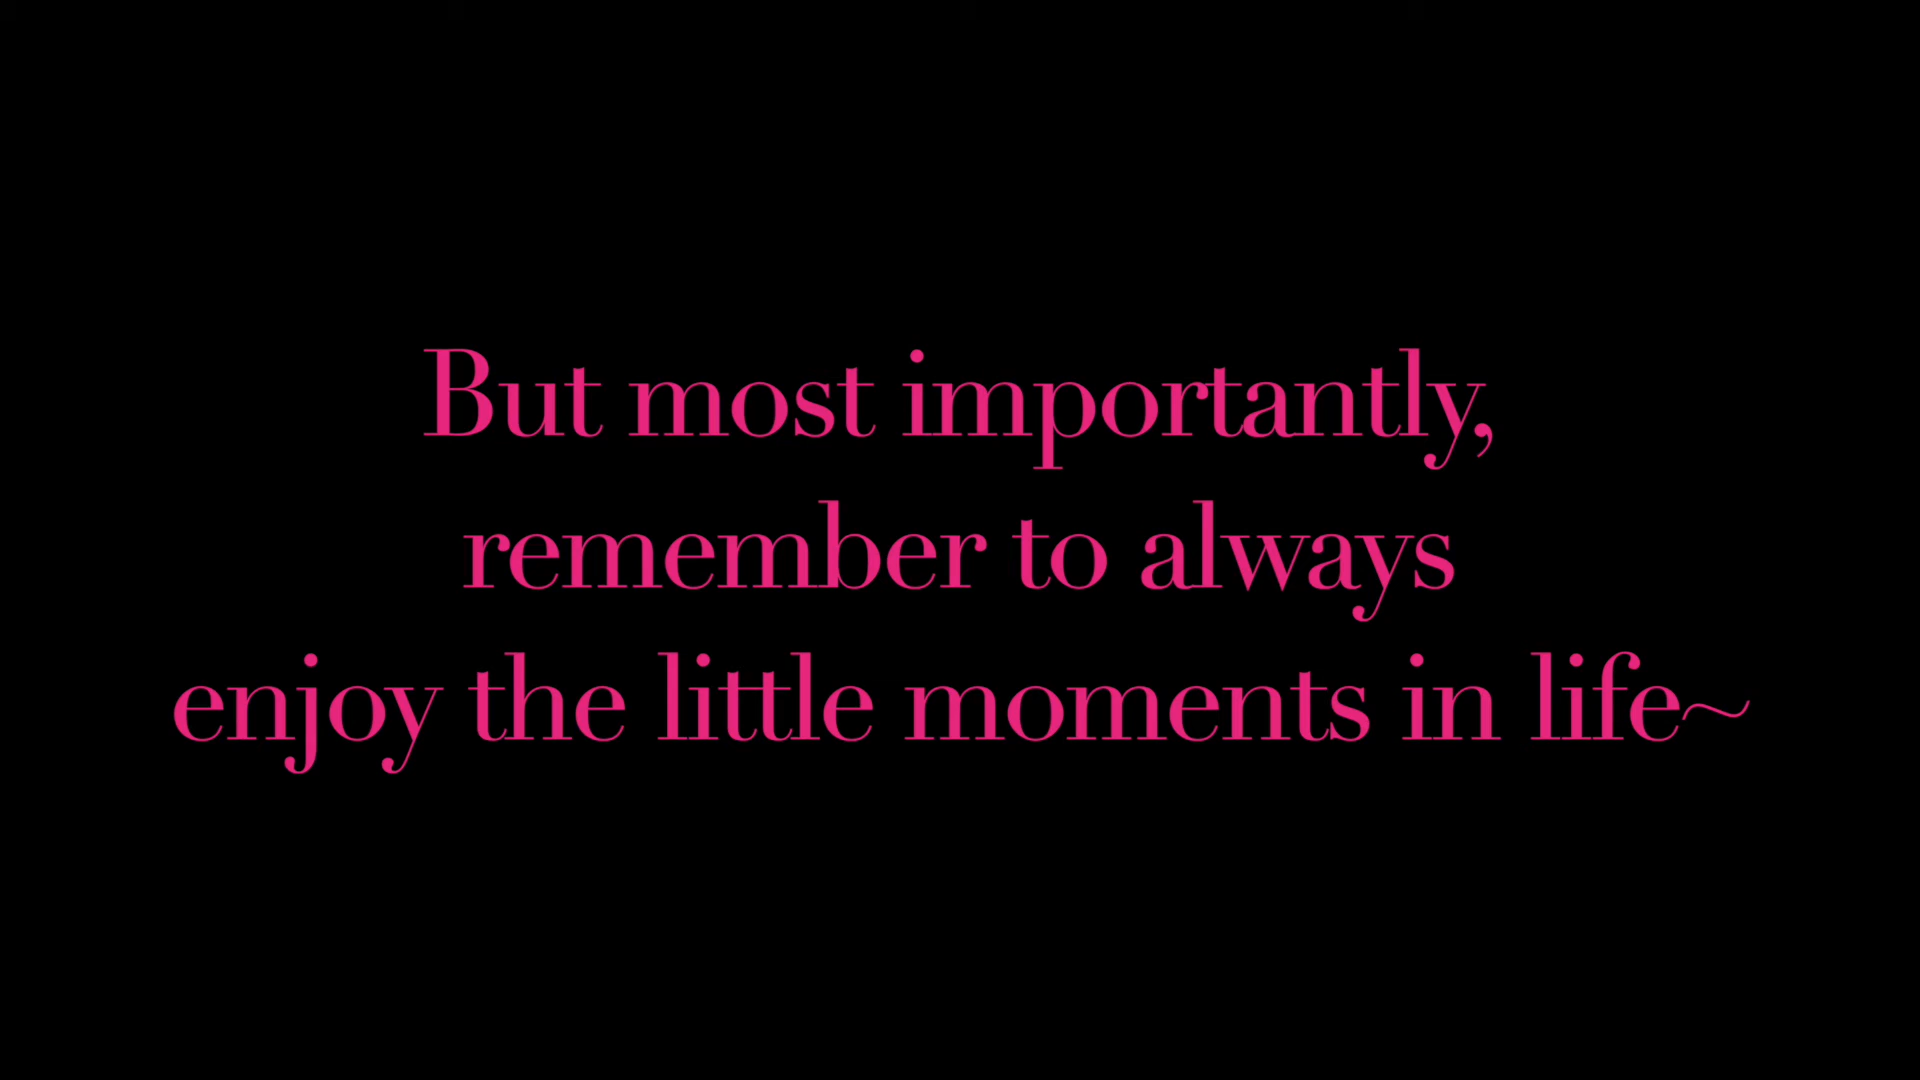 But most importantly,
remember to always
enjoy the little moments in life~